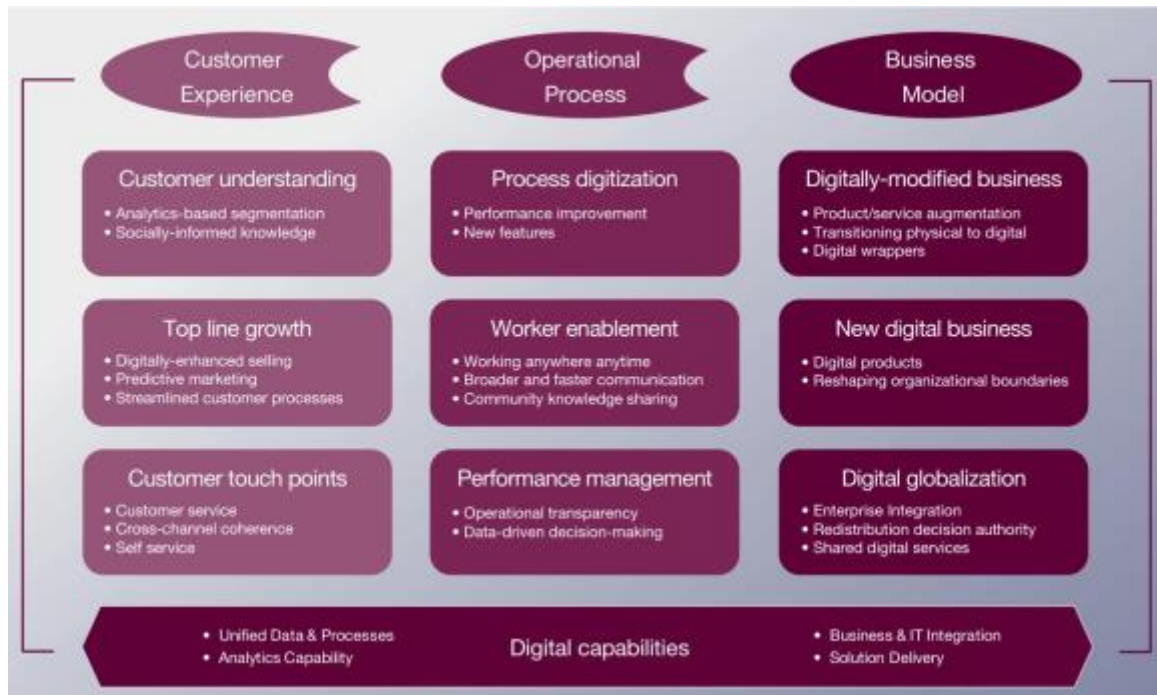 Customer
Experience
Operational
Process
Business
Model
Customer understanding
• Analytics-based segmentation
• Socially-informed knowledge
Process digitization
• Performance improvement
• New features
Digitally-modified business
• Product/service augmentation
• Transitioning physical to digital
• Digital wrappers
Top line growth
• Digitally-enhanced selling
• Predictive marketing
• Streamlined customer processes
Worker enablement
• Working anywhere anytime
• Broader and faster communication
• Community knowledge sharing
New digital business
• Digital products
• Reshaping organizational boundaries
Customer touch points
• Customer service
• Cross-channel coherence
• Self service
Performance management
• Operational transparency
• Data-driven decision-making
Digital globalization
• Enterprise Integration
• Redistribution decision authority
• Shared digital services
• Unified Data & Processes
• Analytics Capability
Digital capabilities
• Business & IT Integration
• Solution Delivery